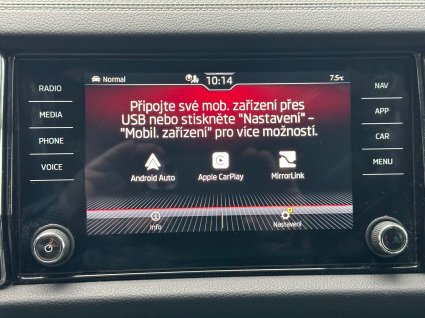 Normal
10:14
7.5°C
RADIO
MEDIA
PHONE
VOICE
NAV
APP
CAR
MENU
Připojte své mob. zařízení přes
USB nebo stiskněte "Nastavení" –
"Mobil. zařízení" pro více možností.
Android Auto
Apple CarPlay
MirrorLink
Info
Nastavení